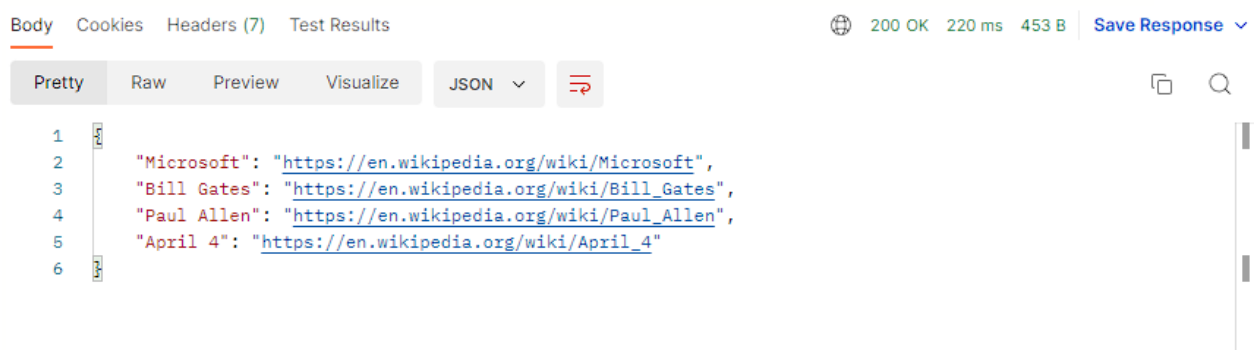 Body Cookies Headers (7) Test Results 200 OK 220 ms 453 B Save Response
Pretty Raw Preview Visualize JSON
1 {
2 "Microsoft": "https://en.wikipedia.org/wiki/Microsoft",
3 "Bill Gates": "https://en.wikipedia.org/wiki/Bill_Gates",
4 "Paul Allen": "https://en.wikipedia.org/wiki/Paul_Allen",
5 "April 4": "https://en.wikipedia.org/wiki/April_4"
6 }